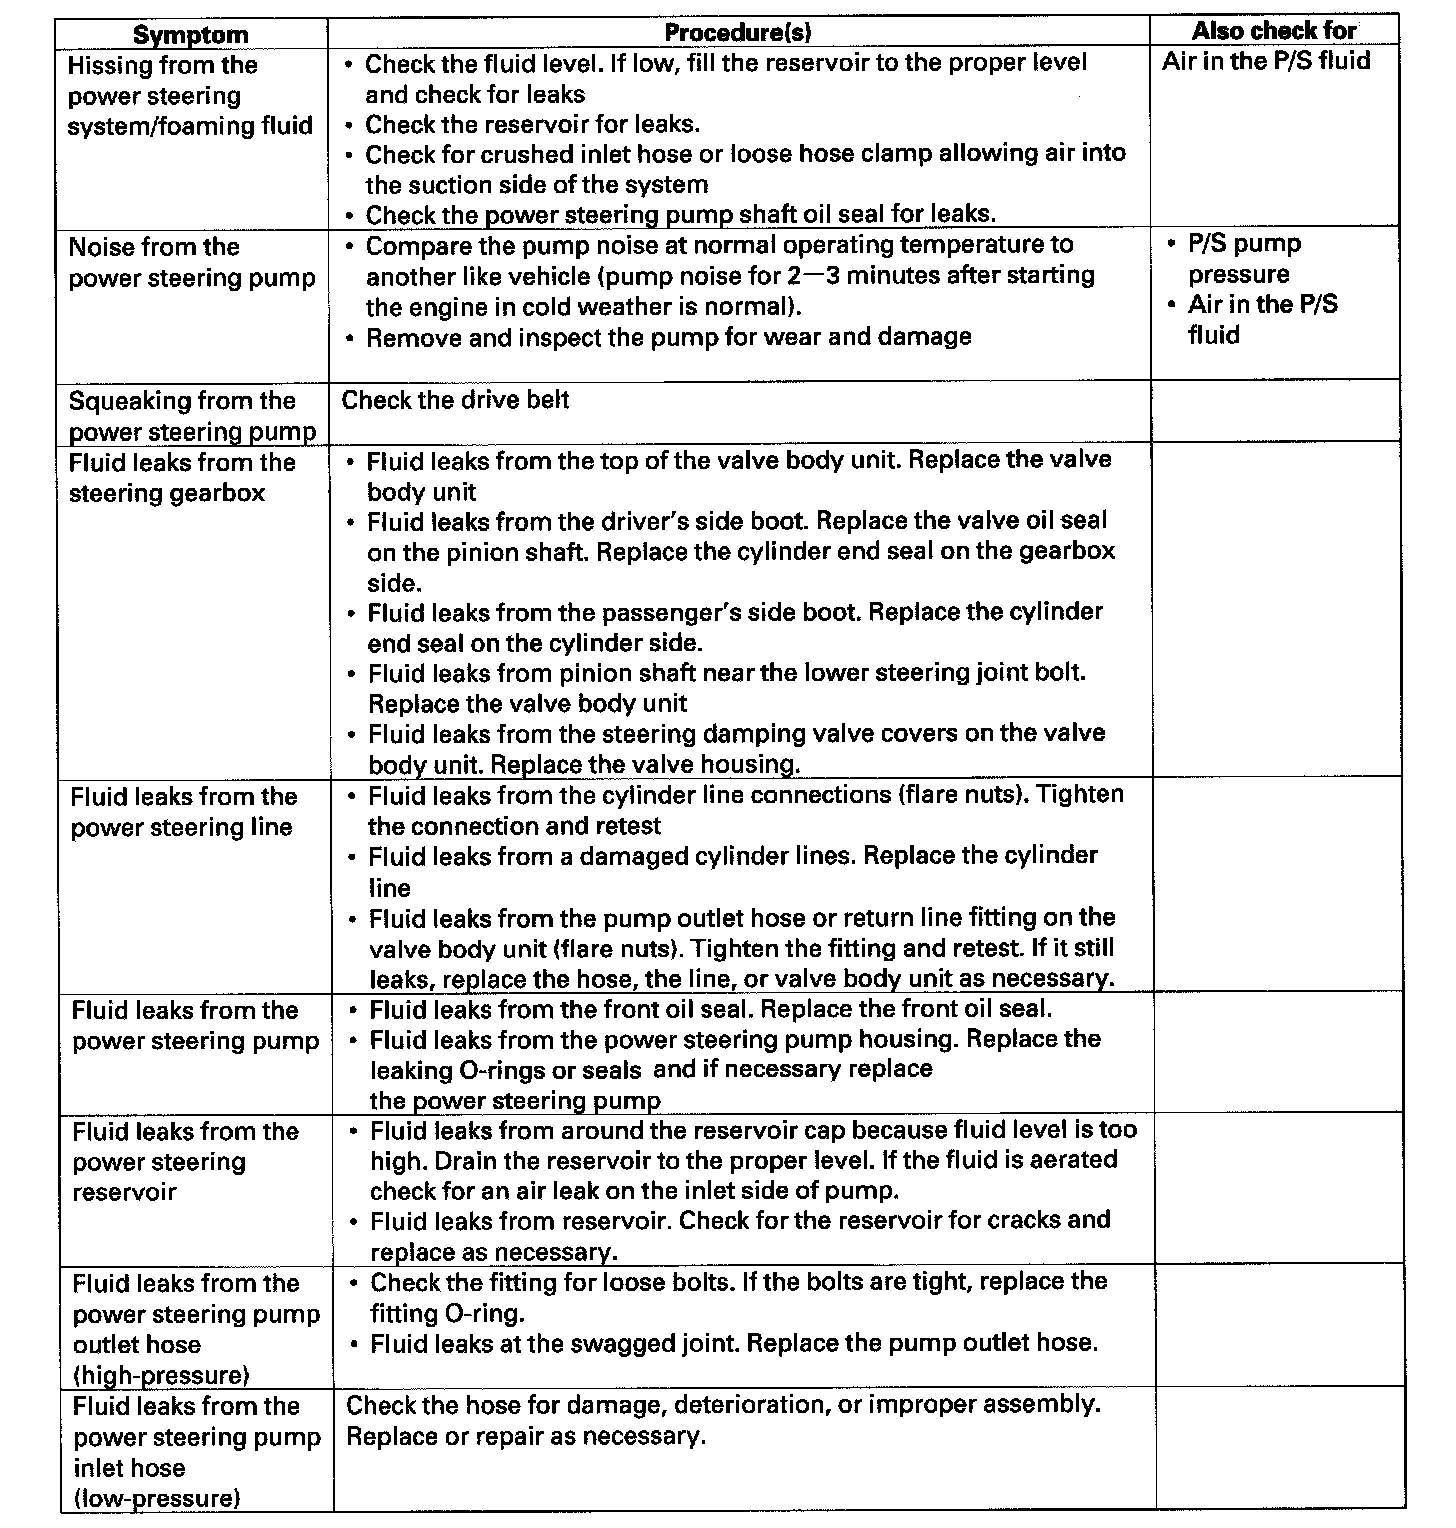 Symptom
Procedure(s)
Also check for
Hissing from the
power steering
system/foaming fluid
• Check the fluid level. If low, fill the reservoir to the proper level
and check for leaks
• Check the reservoir for leaks.
• Check for crushed inlet hose or loose hose clamp allowing air into
the suction side of the system
• Check the power steering pump shaft oil seal for leaks.
Air in the P/S fluid
Noise from the
power steering pump
• Compare the pump noise at normal operating temperature to
another like vehicle (pump noise for 2—3 minutes after starting
the engine in cold weather is normal).
• Remove and inspect the pump for wear and damage
• P/S pump
pressure
• Air in the P/S
fluid
Squeaking from the
power steering pump
Check the drive belt
Fluid leaks from the
steering gearbox
• Fluid leaks from the top of the valve body unit. Replace the valve
body unit
• Fluid leaks from the driver's side boot. Replace the valve oil seal
on the pinion shaft. Replace the cylinder end seal on the gearbox
side.
• Fluid leaks from the passenger's side boot. Replace the cylinder
end seal on the cylinder side.
• Fluid leaks from pinion shaft near the lower steering joint bolt.
Replace the valve body unit
• Fluid leaks from the steering damping valve covers on the valve
body unit. Replace the valve housing.
Fluid leaks from the
power steering line
• Fluid leaks from the cylinder line connections (flare nuts). Tighten
the connection and retest
• Fluid leaks from a damaged cylinder lines. Replace the cylinder
line
• Fluid leaks from the pump outlet hose or return line fitting on the
valve body unit (flare nuts). Tighten the fitting and retest. If it still
leaks, replace the hose, the line, or valve body unit as necessary.
Fluid leaks from the
power steering pump
• Fluid leaks from the front oil seal. Replace the front oil seal.
• Fluid leaks from the power steering pump housing. Replace the
leaking O-rings or seals and if necessary replace
the power steering pump
Fluid leaks from the
power steering
reservoir
• Fluid leaks from around the reservoir cap because fluid level is too
high. Drain the reservoir to the proper level. If the fluid is aerated
check for an air leak on the inlet side of pump.
• Fluid leaks from reservoir. Check for the reservoir for cracks and
replace as necessary.
Fluid leaks from the
power steering pump
outlet hose
(high-pressure)
• Check the fitting for loose bolts. If the bolts are tight, replace the
fitting O-ring.
• Fluid leaks at the swagged joint. Replace the pump outlet hose.
Fluid leaks from the
power steering pump
inlet hose
(low-pressure)
Check the hose for damage, deterioration, or improper assembly.
Replace or repair as necessary.